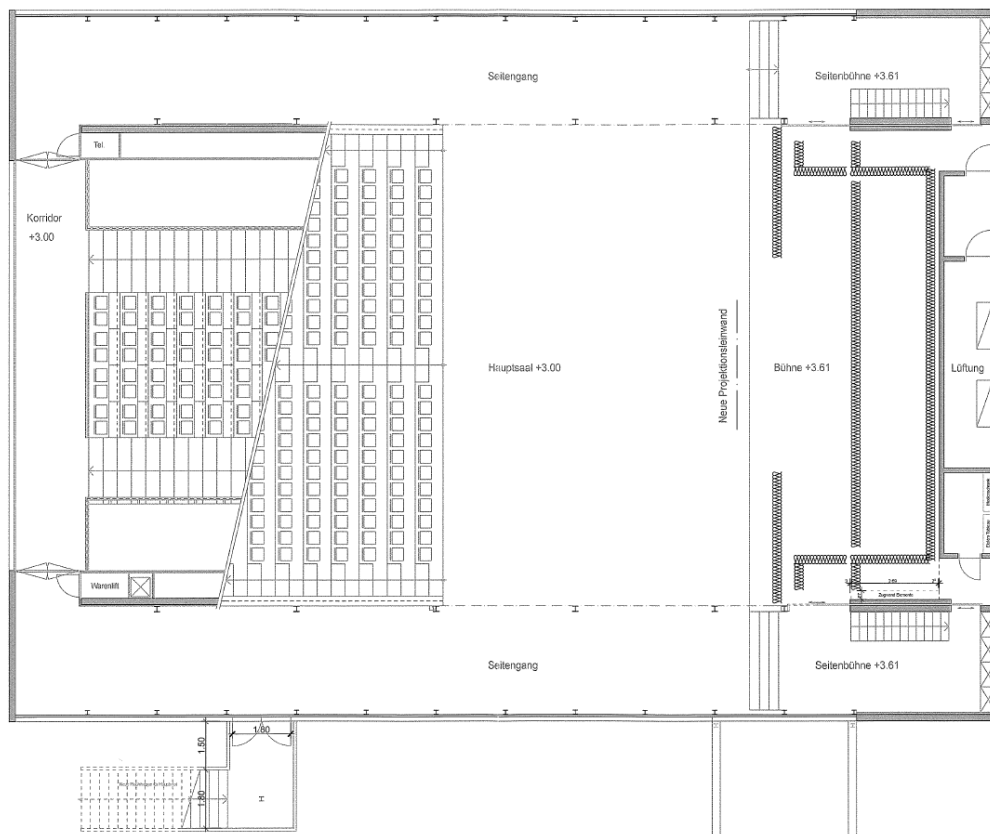 Seitengang
Seitenbühne +3.61
Tel.
Korridor
+3.00
Hauptsaal +3.00
Neue Projektionsleinwand
Bühne +3.61
Lüftung
Warenlift
Seitengang
Seitenbühne +3.61
1.80
1.50
1.80
H